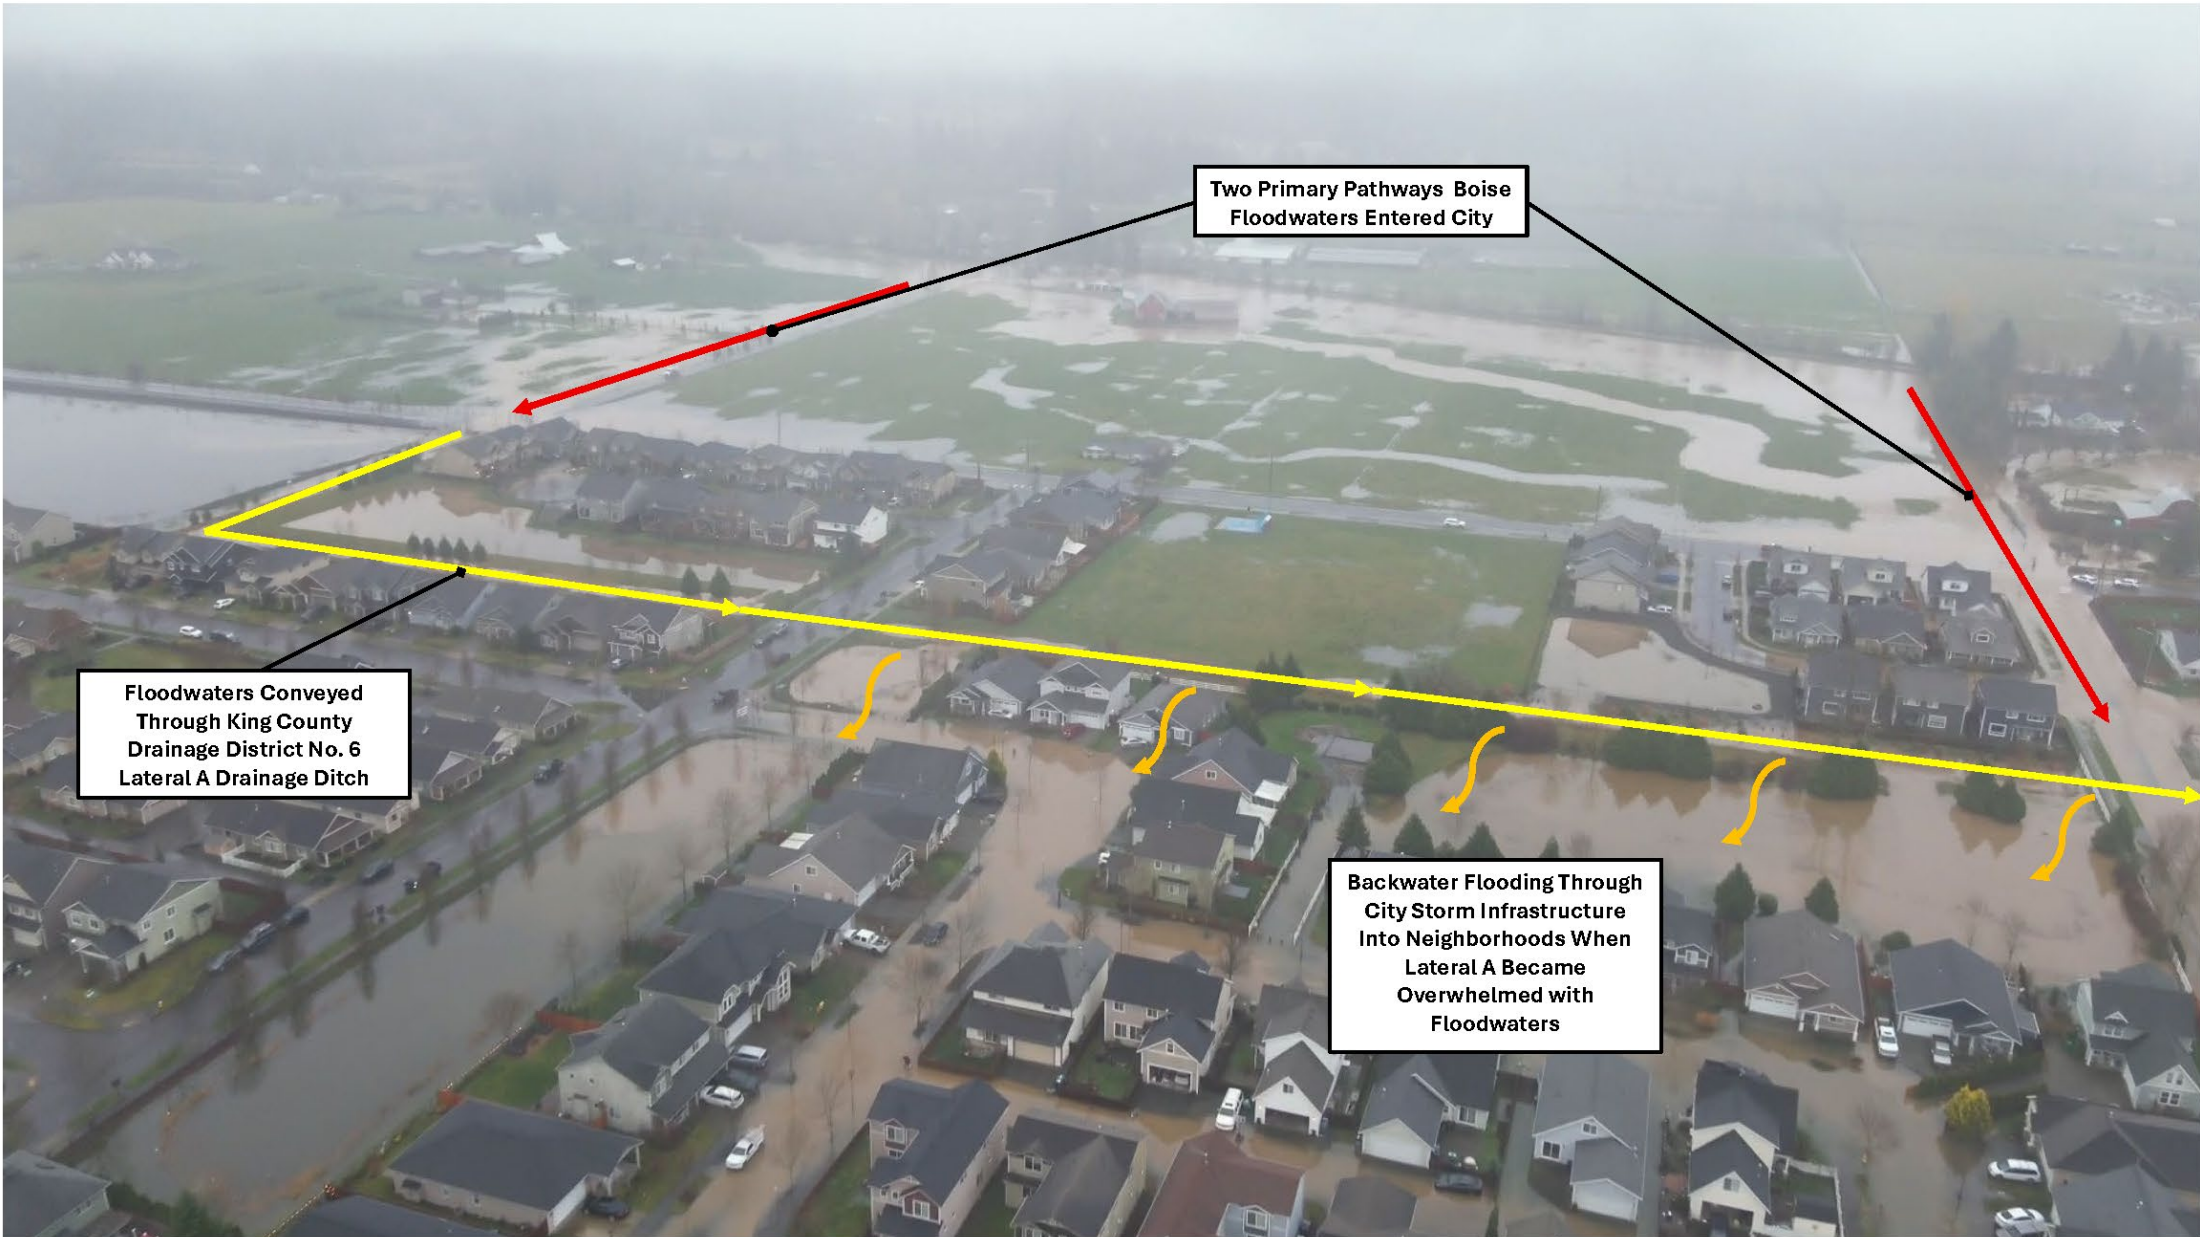 Two Primary Pathways  Boise
Floodwaters Entered City
Floodwaters Conveyed
Through King County
Drainage District No. 6
Lateral A Drainage Ditch
Backwater Flooding Through
City Storm Infrastructure
Into Neighborhoods When
Lateral A Became
Overwhelmed with
Floodwaters